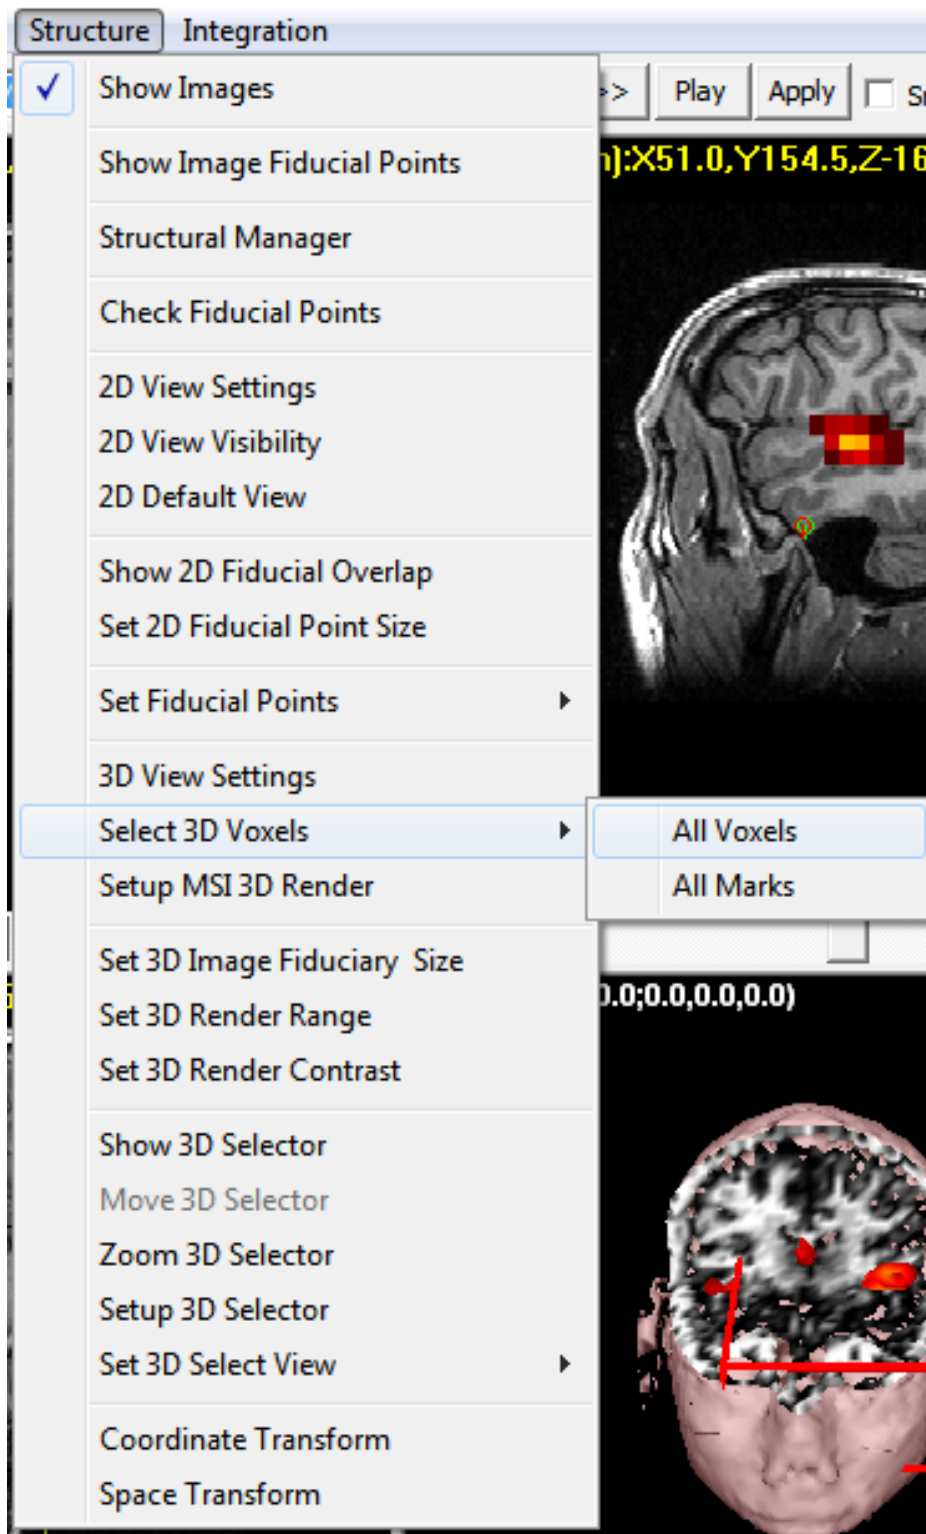 Structure Integration
Show Images
>> Play Apply
Show Image Fiducial Points
):X51.0,Y154.5,Z-16
Structural Manager
Check Fiducial Points
2D View Settings
2D View Visibility
2D Default View
Show 2D Fiducial Overlap
Set 2D Fiducial Point Size
Set Fiducial Points
3D View Settings
Select 3D Voxels
All Voxels
Setup MSI 3D Render
All Marks
Set 3D Image Fiduciary  Size
Set 3D Render Range
0.0;0.0,0.0,0.0)
Set 3D Render Contrast
Show 3D Selector
Move 3D Selector
Zoom 3D Selector
Setup 3D Selector
Set 3D Select View
Coordinate Transform
Space Transform